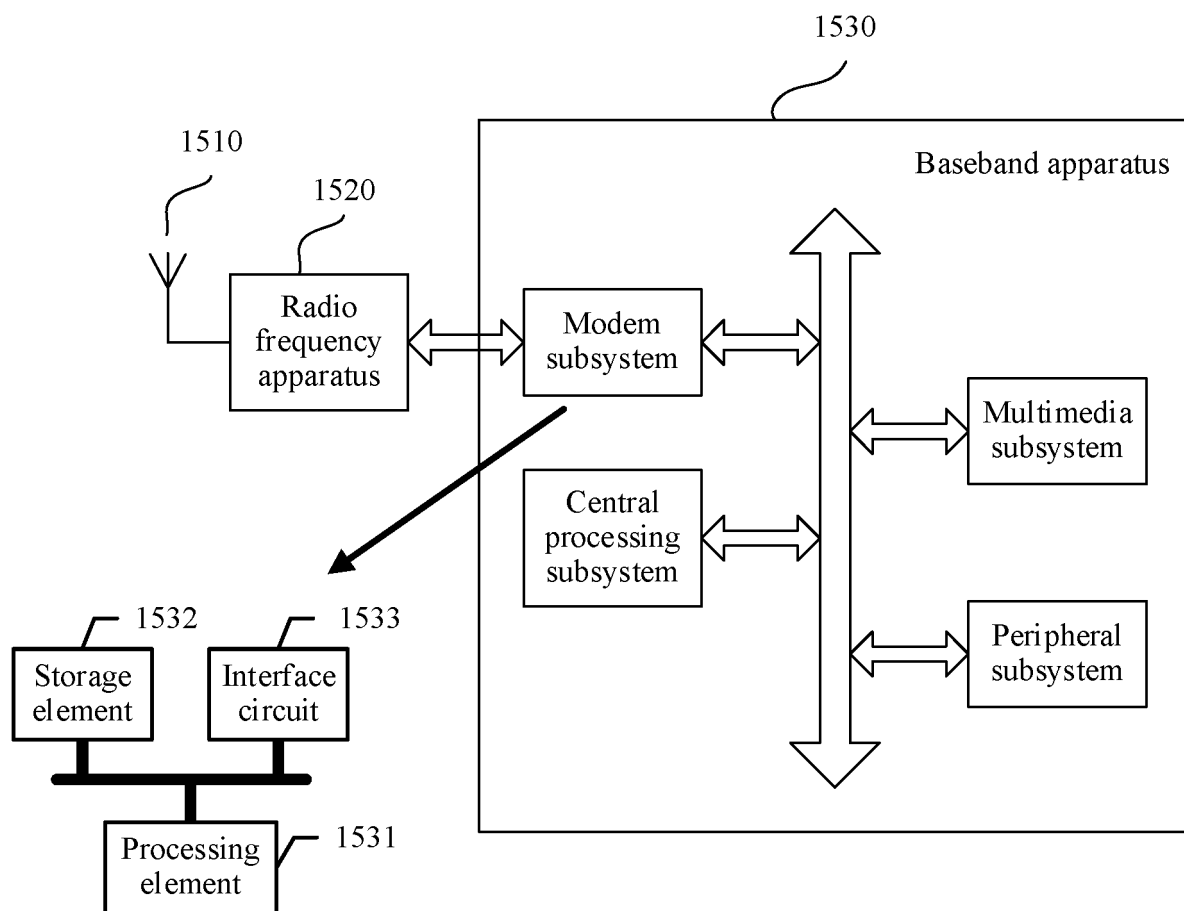 1530
1510
Baseband apparatus
1520
Radio
frequency
apparatus
Modem
subsystem
Multimedia
subsystem
Central
processing
subsystem
1532
1533
Storage
element
Interface
circuit
Peripheral
subsystem
1531
Processing
element